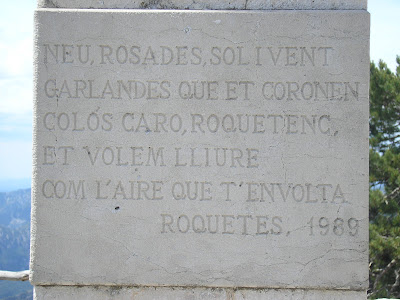 NEU, ROSADES, SOL I VENT
GARLANDES QUE ET CORONEN
COLÓS CARO, ROQUETENC,
ET VOLEM LLIURE
COM L'AIRE QUE T'ENVOLTA
ROQUETES, 1989